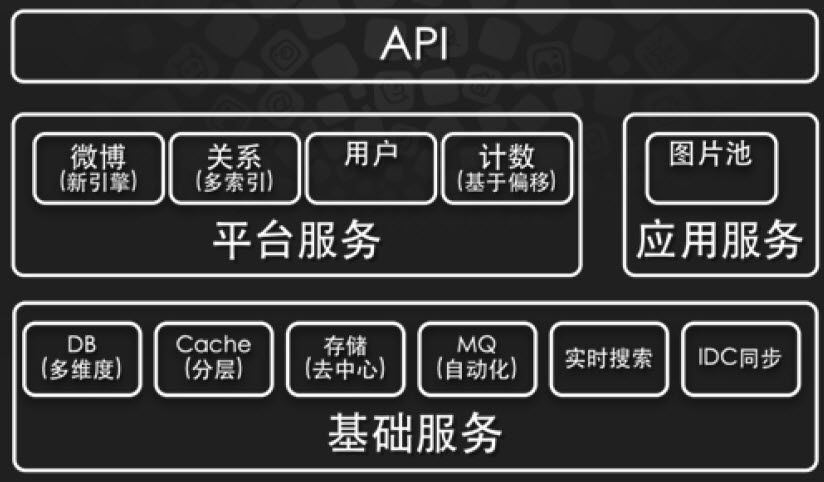 API
微博
(新引擎)
关系
(多索引)
用户
计数
(基于偏移)
平台服务
图片池
应用服务
DB
(多维度)
Cache
(分层)
存储
(去中心)
MQ
(自动化)
实时搜索
IDC同步
基础服务